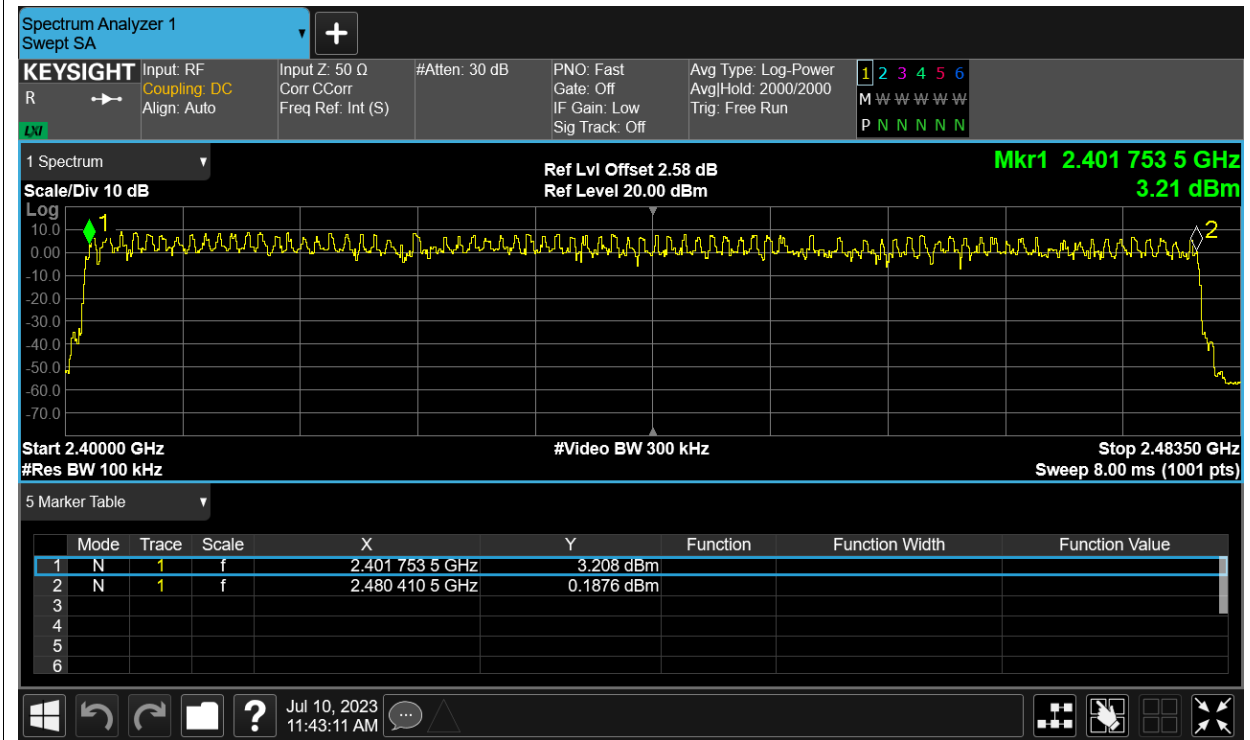 Spectrum Analyzer 1
Swept SA
KEYSIGHT
R
LXI
Input: RF
Coupling: DC
Align: Auto
Input Z: 50 Ω
Corr CCorr
Freq Ref: Int (S)
#Atten: 30 dB
PNO: Fast
Gate: Off
IF Gain: Low
Sig Track: Off
Avg Type: Log-Power
Avg|Hold: 2000/2000
Trig: Free Run
1 2 3 4 5 6
M W W W W W
P N N N N N
1 Spectrum
Scale/Div 10 dB
Ref Lvl Offset 2.58 dB
Ref Level 20.00 dBm
Mkr1 2.401 753 5 GHz
3.21 dBm
Log
10.0
0.00
-10.0
-20.0
-30.0
-40.0
-50.0
-60.0
-70.0
1
2
Start 2.40000 GHz
#Res BW 100 kHz
#Video BW 300 kHz
Stop 2.48350 GHz
Sweep 8.00 ms (1001 pts)
5 Marker Table
Mode Trace Scale X Y Function Function Width Function Value
1 N 1 f 2.401 753 5 GHz 3.208 dBm
2 N 1 f 2.480 410 5 GHz 0.1876 dBm
3
4
5
6
?
Jul 10, 2023
11:43:11 AM